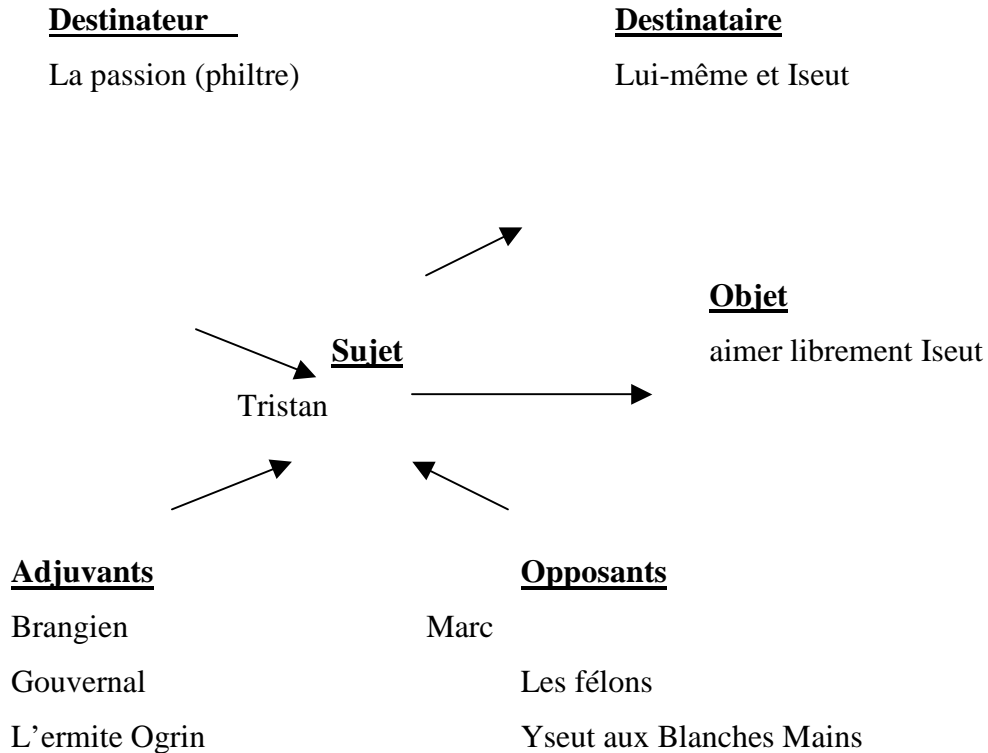 Destinateur Destinataire
La passion (philtre) Lui-même et Iseut
Objet
Sujet aimer librement Iseut
Tristan
Adjuvants Opposants
Brangien Marc
Gouvernal Les félons
L'ermite Ogrin Yseut aux Blanches Mains